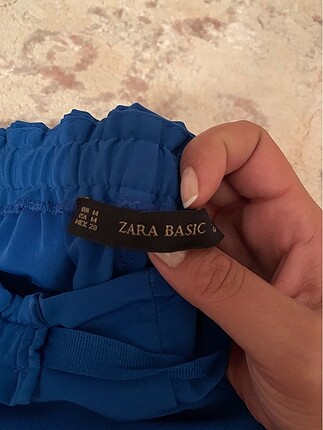 EUR M
USA M
MEX 28
ZARA BASIC